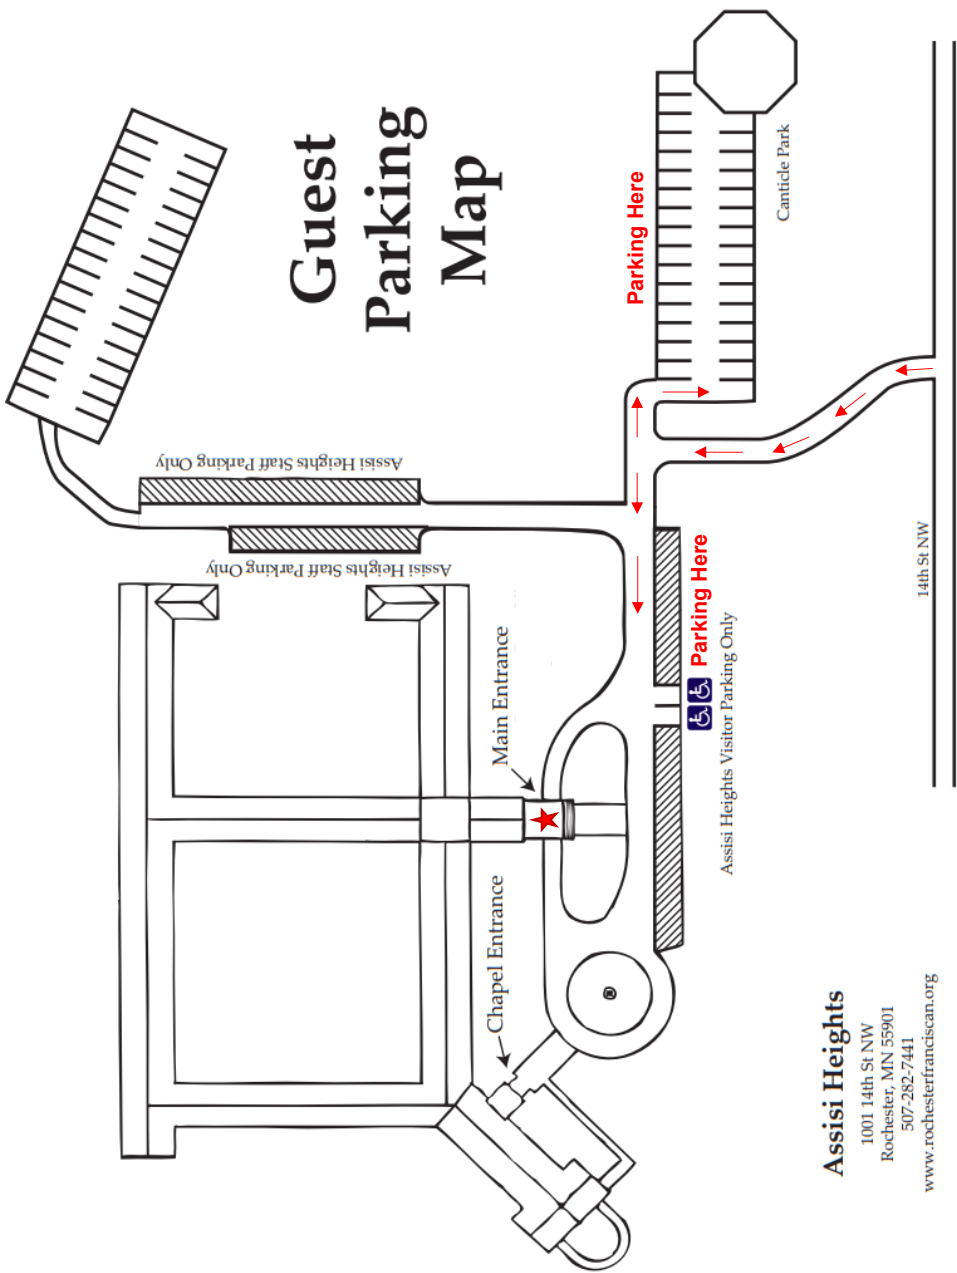 Guest
Parking
Map
Parking Here
Canticle Park
Assisi Heights Staff Parking Only
Assisi Heights Staff Parking Only
14th St NW
Parking Here
Assisi Heights Visitor Parking Only
Main Entrance
Chapel Entrance
Assisi Heights
1001 14th St NW
Rochester, MN 55901
507-282-7441
www.rochesterfranciscan.org